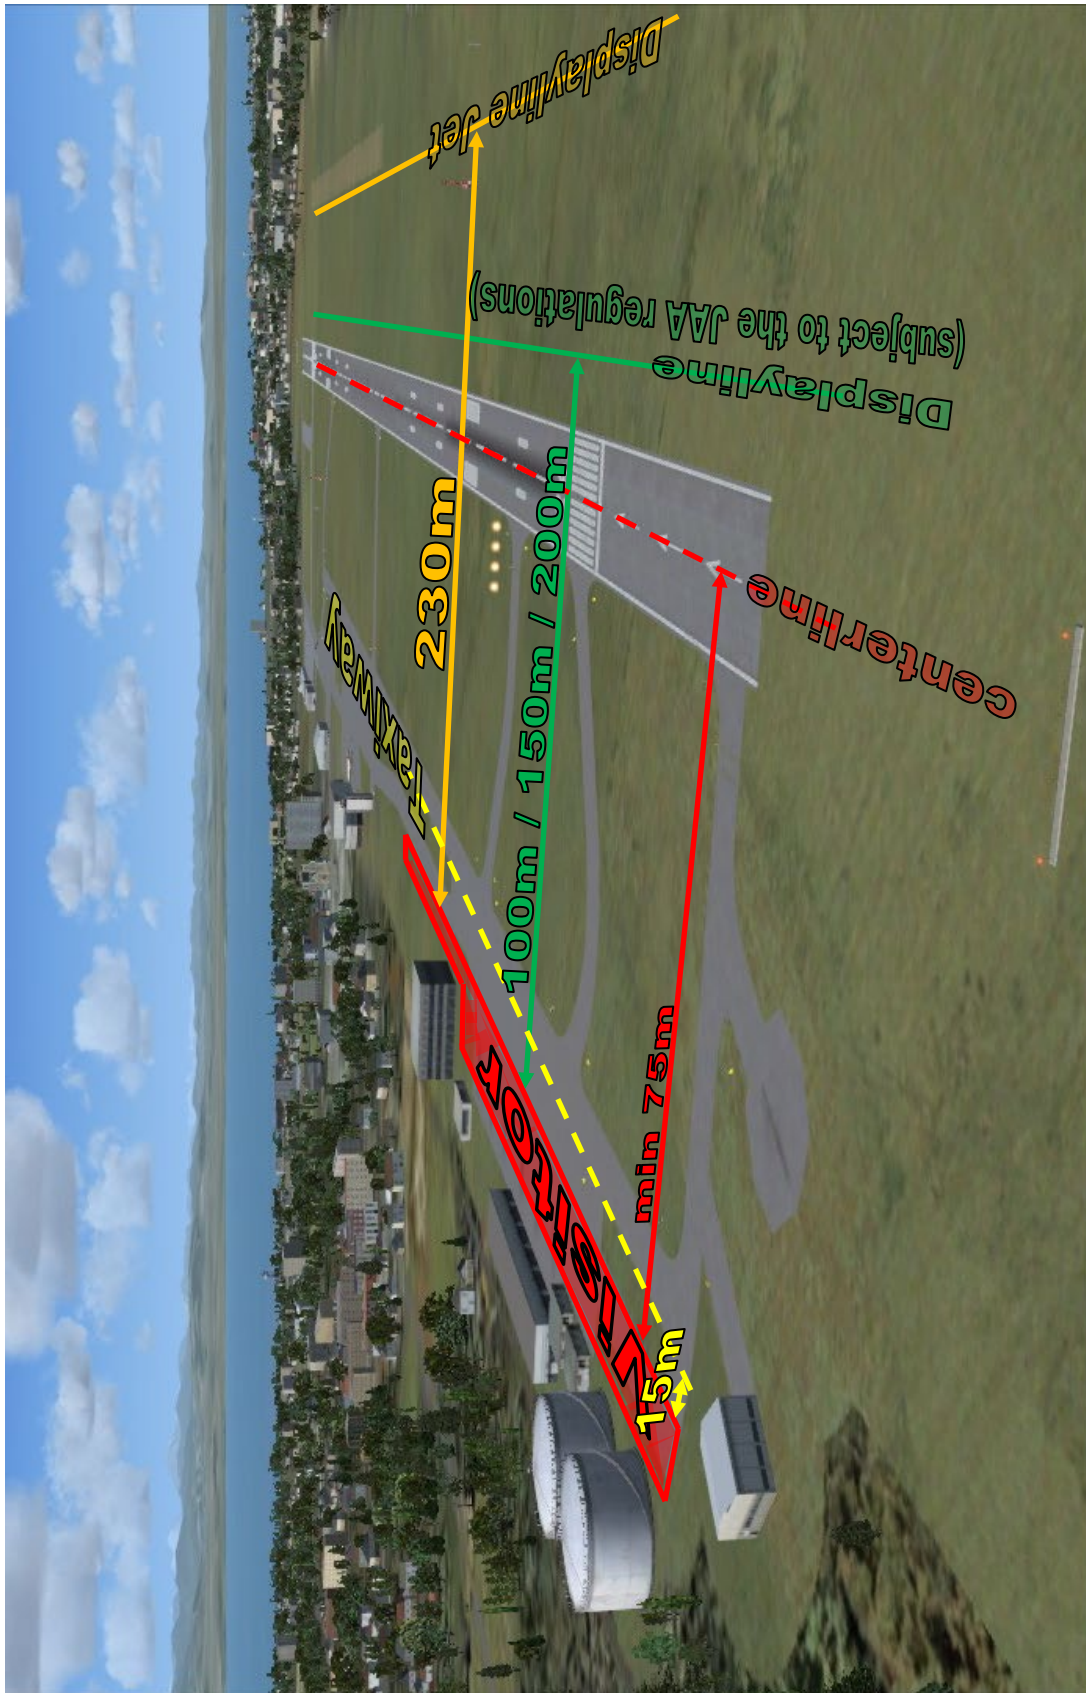 Displayline Jet
Displayline
(subject to the JAA regulations)
centerline
230m
100m / 150m / 200m
min 75m
Taxiway
Visitor
15m